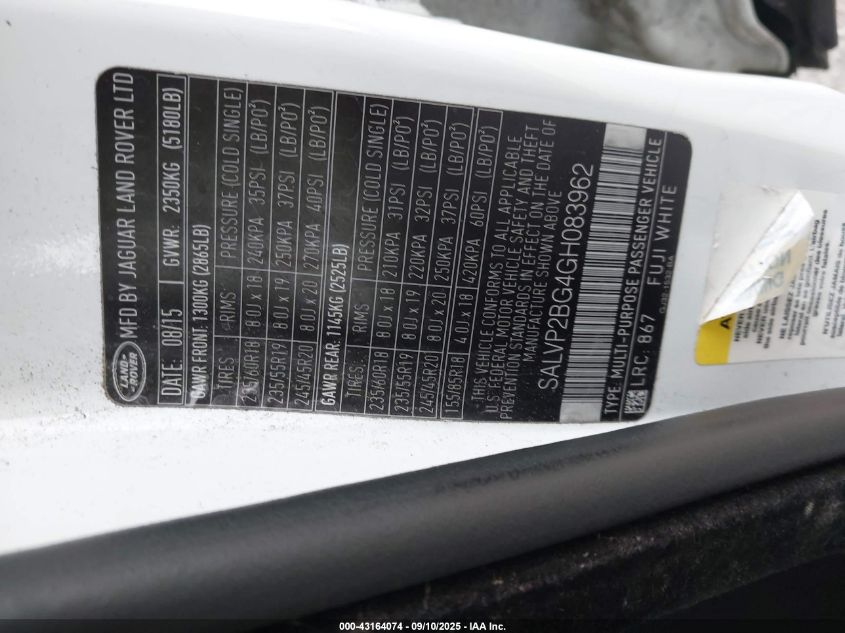 LAND-
ROVER
MFD BY JAGUAR LAND ROVER LTD
DATE: 08/15 GVWR: 2350KG (5180LB)
GAWR FRONT: 1300KG (2865LB)
TIRES RIMS PRESSURE (COLD SINGLE)
235/60R18 8.0J x 18 240KPA 35PSI (LB/PO²)
235/55R19 8.0J x 19 250KPA 37PSI (LB/PO²)
245/45R20 8.0J x 20 270KPA 40PSI (LB/PO²)
GAWR REAR: 1145KG (2525LB)
TIRES: RIMS PRESSURE (COLD SINGLE)
235/60R18 8.0J x 18 210KPA 31PSI (LB/PO²)
235/55R19 8.0J x 19 220KPA 32PSI (LB/PO²)
245/45R20 8.0J x 20 250KPA 37PSI (LB/PO²)
155/85R18 4.0J x 18 420KPA 60PSI (LB/PO²)
THIS VEHICLE CONFORMS TO ALL APPLICABLE
U.S FEDERAL MOTOR VEHICLE SAFETY AND THEFT
PREVENTION STANDARDS IN EFFECT ON THE DATE OF
MANUFACTURE SHOWN ABOVE
SALVP2BG4GH083962
TYPE: MULTI-PURPOSE PASSENGER VEHICLE
LRC: 867 FUJI WHITE
000-43164074 - 09/10/2025 - IAA Inc.